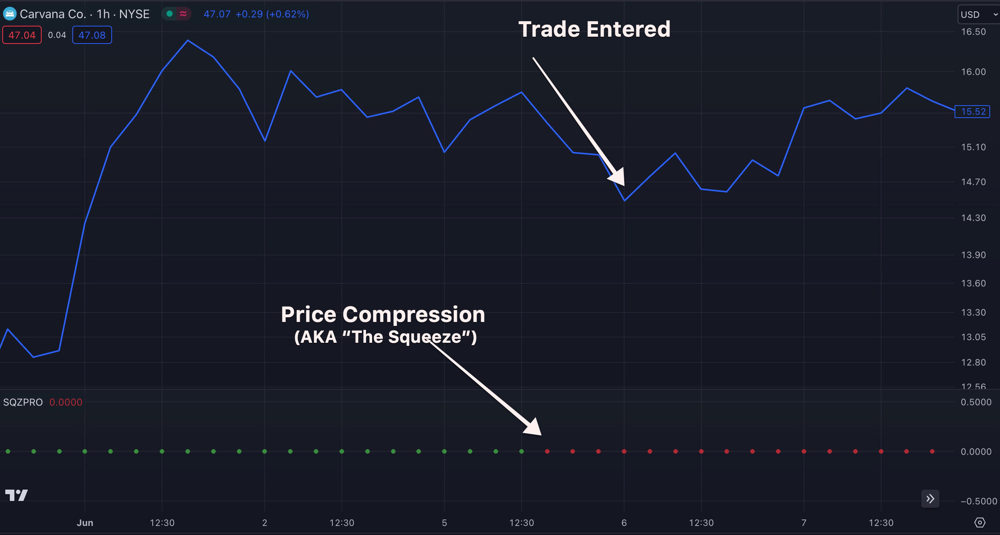 Carvana Co. · 1h · NYSE ≈ 47.07 +0.29 (+0.62%)
USD
47.04 0.04 47.08
Trade Entered
16.50
16.00
15.52
15.10
14.70
14.30
13.90
13.60
Price Compression
(AKA "The Squeeze")
13.30
13.05
12.80
12.56
SQZPRO 0.0000
0.5000
0.0000
−0.5000
Jun 12:30 2 12:30 5 12:30 6 12:30 7 12:30